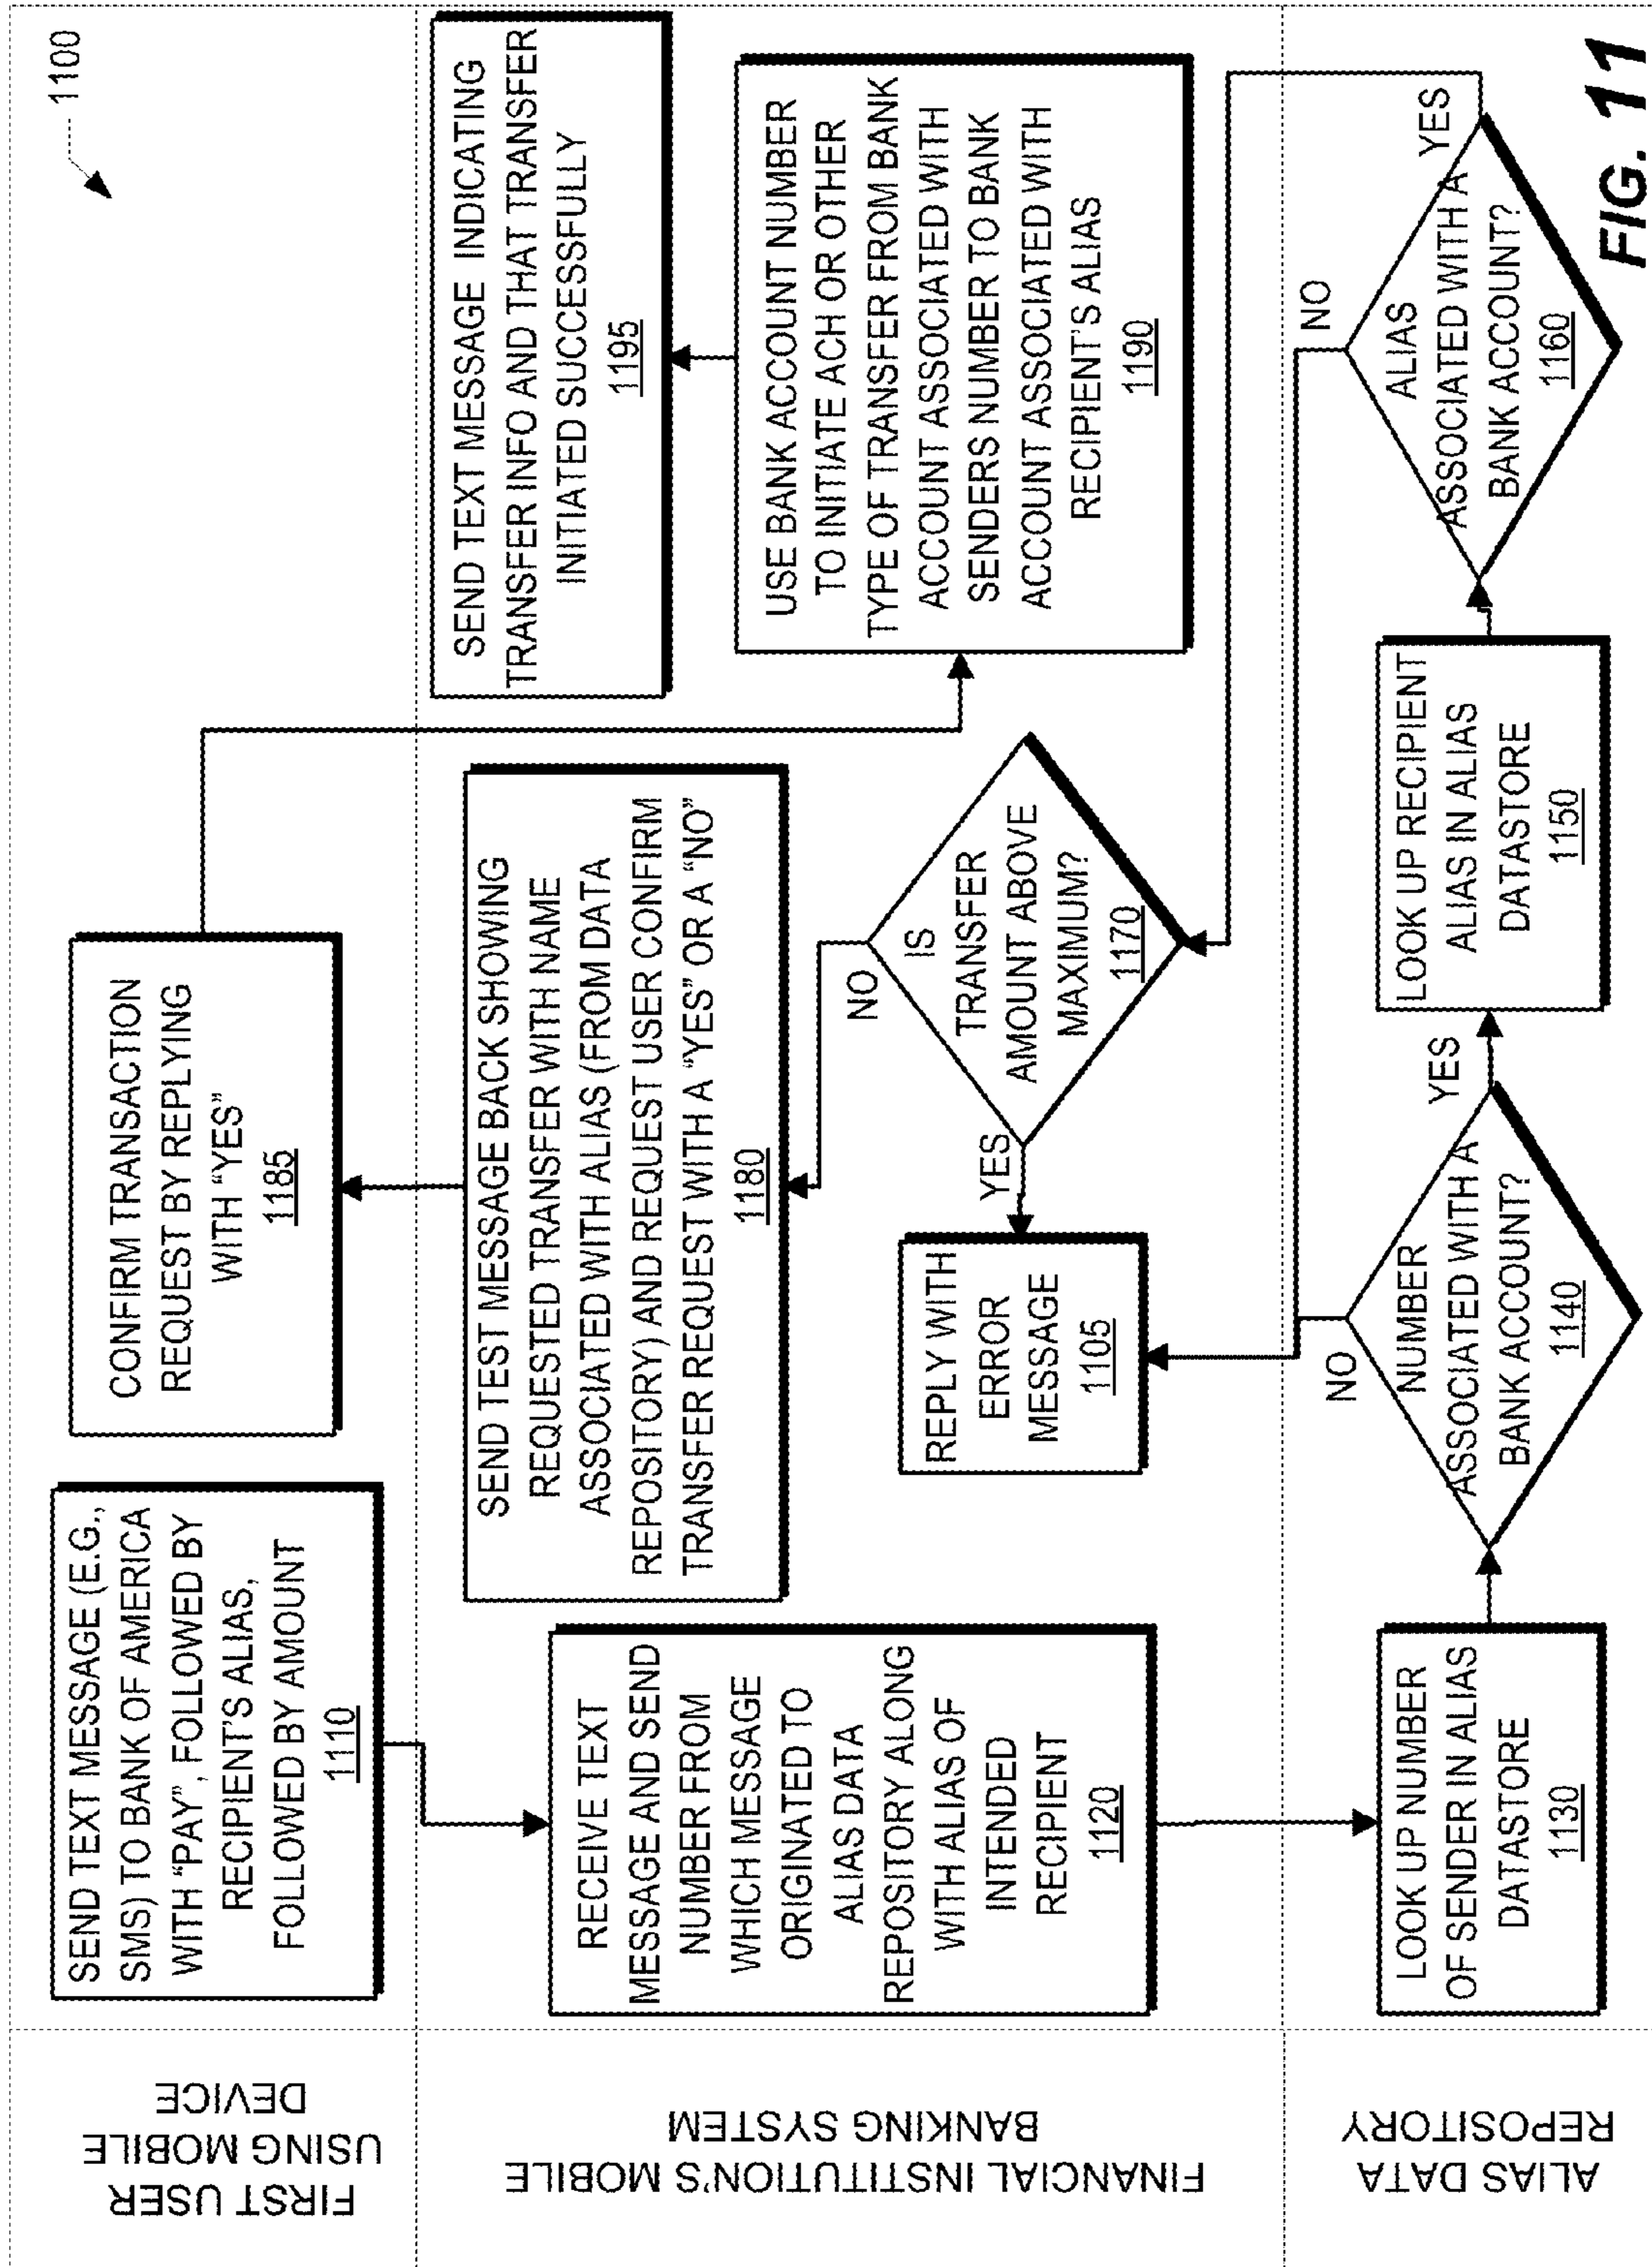 1100
FIRST USER
USING MOBILE
DEVICE
SEND TEXT MESSAGE (E.G.,
SMS) TO BANK OF AMERICA
WITH "PAY", FOLLOWED BY
RECIPIENT'S ALIAS,
FOLLOWED BY AMOUNT
1110
CONFIRM TRANSACTION
REQUEST BY REPLYING
WITH "YES"
1185
FINANCIAL INSTITUTION'S MOBILE
BANKING SYSTEM
RECEIVE TEXT
MESSAGE AND SEND
NUMBER FROM
WHICH MESSAGE
ORIGINATED TO
ALIAS DATA
REPOSITORY ALONG
WITH ALIAS OF
INTENDED
RECIPIENT
1120
SEND TEST MESSAGE BACK SHOWING
REQUESTED TRANSFER WITH NAME
ASSOCIATED WITH ALIAS (FROM DATA
REPOSITORY) AND REQUEST USER CONFIRM
TRANSFER REQUEST WITH A "YES" OR A "NO"
1180
SEND TEXT MESSAGE INDICATING
TRANSFER INFO AND THAT TRANSFER
INITIATED SUCCESSFULLY
1195
REPLY WITH
ERROR
MESSAGE
1105
YES
NO
IS
TRANSFER
AMOUNT ABOVE
MAXIMUM?
1170
USE BANK ACCOUNT NUMBER
TO INITIATE ACH OR OTHER
TYPE OF TRANSFER FROM BANK
ACCOUNT ASSOCIATED WITH
SENDERS NUMBER TO BANK
ACCOUNT ASSOCIATED WITH
RECIPIENT'S ALIAS
1190
ALIAS DATA
REPOSITORY
LOOK UP NUMBER
OF SENDER IN ALIAS
DATASTORE
1130
NO
NUMBER
ASSOCIATED WITH A
BANK ACCOUNT?
1140
YES
LOOK UP RECIPIENT
ALIAS IN ALIAS
DATASTORE
1150
NO
ALIAS
ASSOCIATED WITH A
BANK ACCOUNT?
1160
YES
FIG. 11